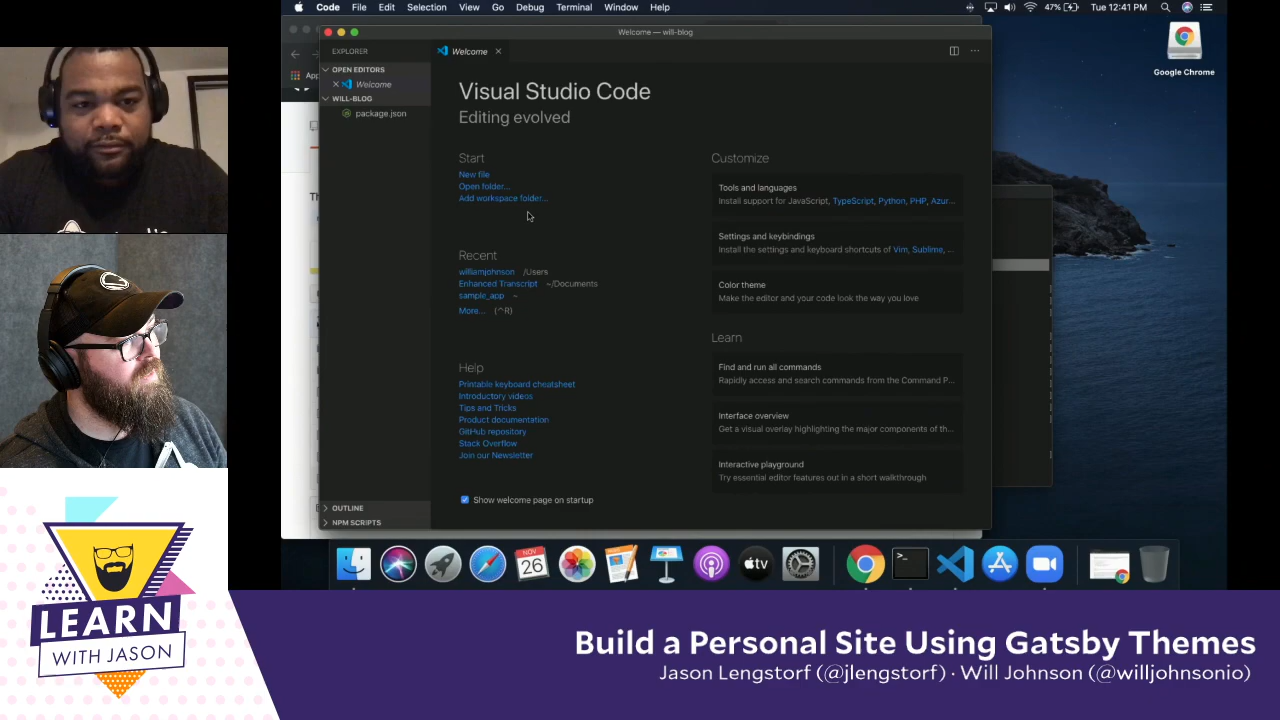 Code File Edit Selection View Go Debug Terminal Window Help
47% Tue 12:41 PM
Welcome — will-blog
Google Chrome
EXPLORER
Welcome
OPEN EDITORS
Welcome
WILL-BLOG
package.json
OUTLINE
NPM SCRIPTS
Visual Studio Code
Editing evolved
Start
New file
Open folder...
Add workspace folder...
Recent
williamjohnson /Users
Enhanced Transcript ~/Documents
sample_app ~
More... (^R)
Help
Printable keyboard cheatsheet
Introductory videos
Tips and Tricks
Product documentation
GitHub repository
Stack Overflow
Join our Newsletter
Show welcome page on startup
Customize
Tools and languages
Install support for JavaScript, TypeScript, Python, PHP, Azur...
Settings and keybindings
Install the settings and keyboard shortcuts of Vim, Sublime, ...
Color theme
Make the editor and your code look the way you love
Learn
Find and run all commands
Rapidly access and search commands from the Command P...
Interface overview
Get a visual overlay highlighting the major components of th...
Interactive playground
Try essential editor features out in a short walkthrough
NOV
26
tv
LEARN
WITH JASON
Build a Personal Site Using Gatsby Themes
Jason Lengstorf (@jlengstorf) · Will Johnson (@willjohnsonio)